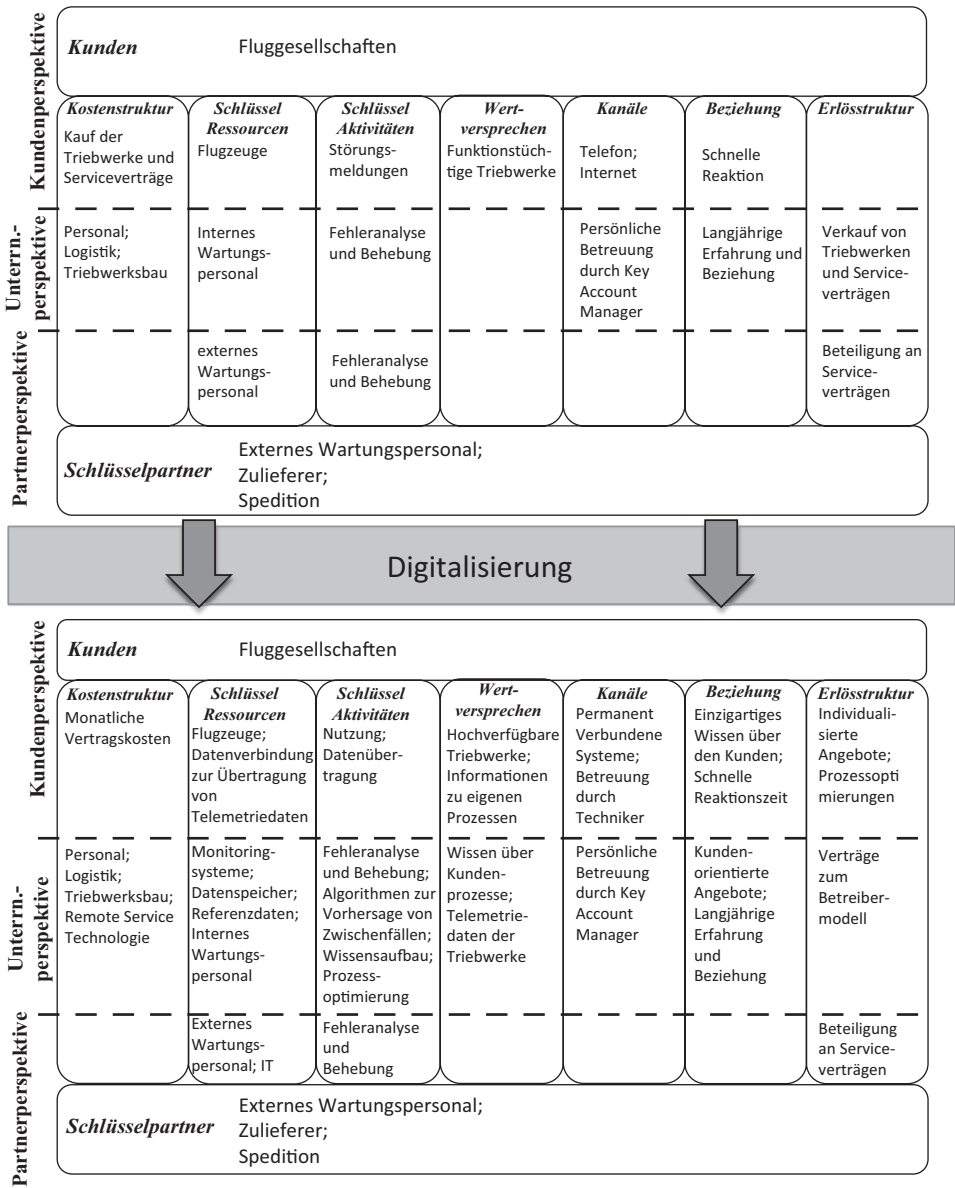 Kundenperspektive
Kunden
Fluggesellschaften
Kostenstruktur
Kauf der
Triebwerke und
Serviceverträge
Schlüssel
Ressourcen
Flugzeuge
Schlüssel
Aktivitäten
Störungs-
meldungen
Wert-
versprechen
Funktionstüch-
tige Triebwerke
Kanäle
Telefon;
Internet
Beziehung
Schnelle
Reaktion
Erlösstruktur
Unterrn.-
perspektive
Personal;
Logistik;
Triebwerksbau
Internes
Wartungs-
personal
Fehleranalyse
und Behebung
Persönliche
Betreuung
durch Key
Account
Manager
Langjährige
Erfahrung und
Beziehung
Verkauf von
Triebwerken
und Service-
verträgen
Partnerperspektive
externes
Wartungs-
personal
Fehleranalyse
und Behebung
Beteiligung an
Service-
verträgen
Schlüsselpartner
Externes Wartungspersonal;
Zulieferer;
Spedition
Digitalisierung
Kundenperspektive
Kunden
Fluggesellschaften
Kostenstruktur
Monatliche
Vertragskosten
Schlüssel
Ressourcen
Flugzeuge;
Datenverbindung
zur Übertragung
von
Telemetriedaten
Schlüssel
Aktivitäten
Nutzung;
Datenüber-
tragung
Wert-
versprechen
Hochverfügbare
Triebwerke;
Informationen
zu eigenen
Prozessen
Kanäle
Permanent
Verbundene
Systeme;
Betreuung
durch
Techniker
Beziehung
Einzigartiges
Wissen über
den Kunden;
Schnelle
Reaktionszeit
Erlösstruktur
Individuali-
sierte
Angebote;
Prozessopti
mierungen
Unterrn.-
perspektive
Personal;
Logistik;
Triebwerksbau;
Remote Service
Technologie
Monitoring-
systeme;
Datenspeicher;
Referenzdaten;
Internes
Wartungs-
personal
Fehleranalyse
und Behebung;
Algorithmen zur
Vorhersage von
Zwischenfällen;
Wissensaufbau;
Prozess-
optimierung
Wissen über
Kunden-
prozesse;
Telemetrie-
daten der
Triebwerke
Persönliche
Betreuung
durch Key
Account
Manager
Kunden-
orientierte
Angebote;
Langjährige
Erfahrung
und
Beziehung
Verträge
zum
Betreiber-
modell
Partnerperspektive
Externes
Wartungs-
personal; IT
Fehleranalyse
und
Behebung
Beteiligung
an Service-
verträgen
Schlüsselpartner
Externes Wartungspersonal;
Zulieferer;
Spedition